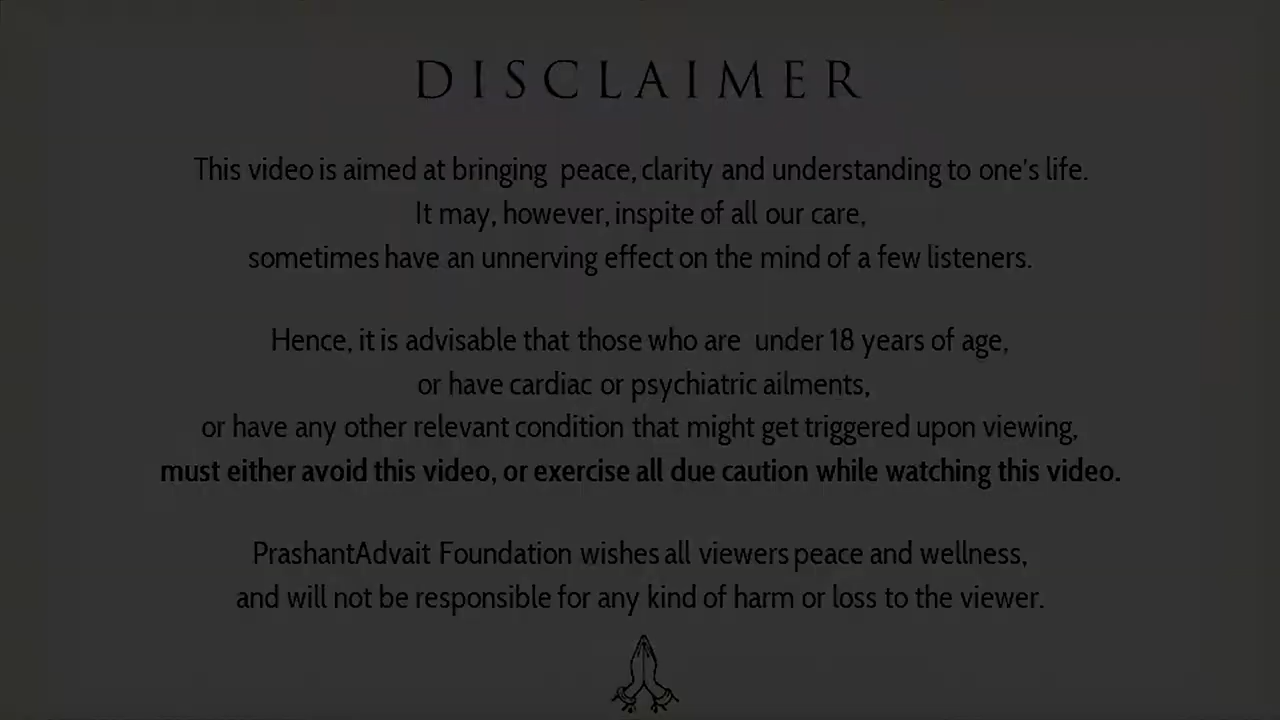 DISCLAIMER
This video is aimed at bringing peace, clarity and understanding to one's life.
It may, however, inspite of all our care,
sometimes have an unnerving effect on the mind of a few listeners.
Hence, it is advisable that those who are under 18 years of age,
or have cardiac or psychiatric ailments,
or have any other relevant condition that might get triggered upon viewing,
must either avoid this video, or exercise all due caution while watching this video.
PrashantAdvait Foundation wishes all viewers peace and wellness,
and will not be responsible for any kind of harm or loss to the viewer.